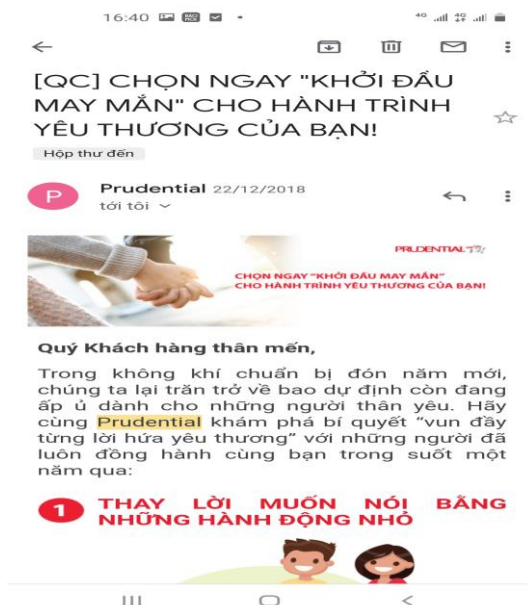 16:40
[QC] CHỌN NGAY "KHỞI ĐẦU
MAY MẮN" CHO HÀNH TRÌNH
YÊU THƯƠNG CỦA BẠN!
Hộp thư đến
P
Prudential 22/12/2018
tới tôi
PRUDENTIAL
CHỌN NGAY "KHỞI ĐẦU MAY MẮN"
CHO HÀNH TRÌNH YÊU THƯƠNG CỦA BẠN!
Quý Khách hàng thân mến,
Trong không khí chuẩn bị đón năm mới,
chúng ta lại trăn trở về bao dự định còn đang
ấp ủ dành cho những người thân yêu. Hãy
cùng Prudential khám phá bí quyết “vun đầy
từng lời hứa yêu thương” với những người đã
luôn đồng hành cùng bạn trong suốt một
năm qua:
1 THAY LỜI MUỐN NÓI BẰNG
NHỮNG HÀNH ĐỘNG NHỎ